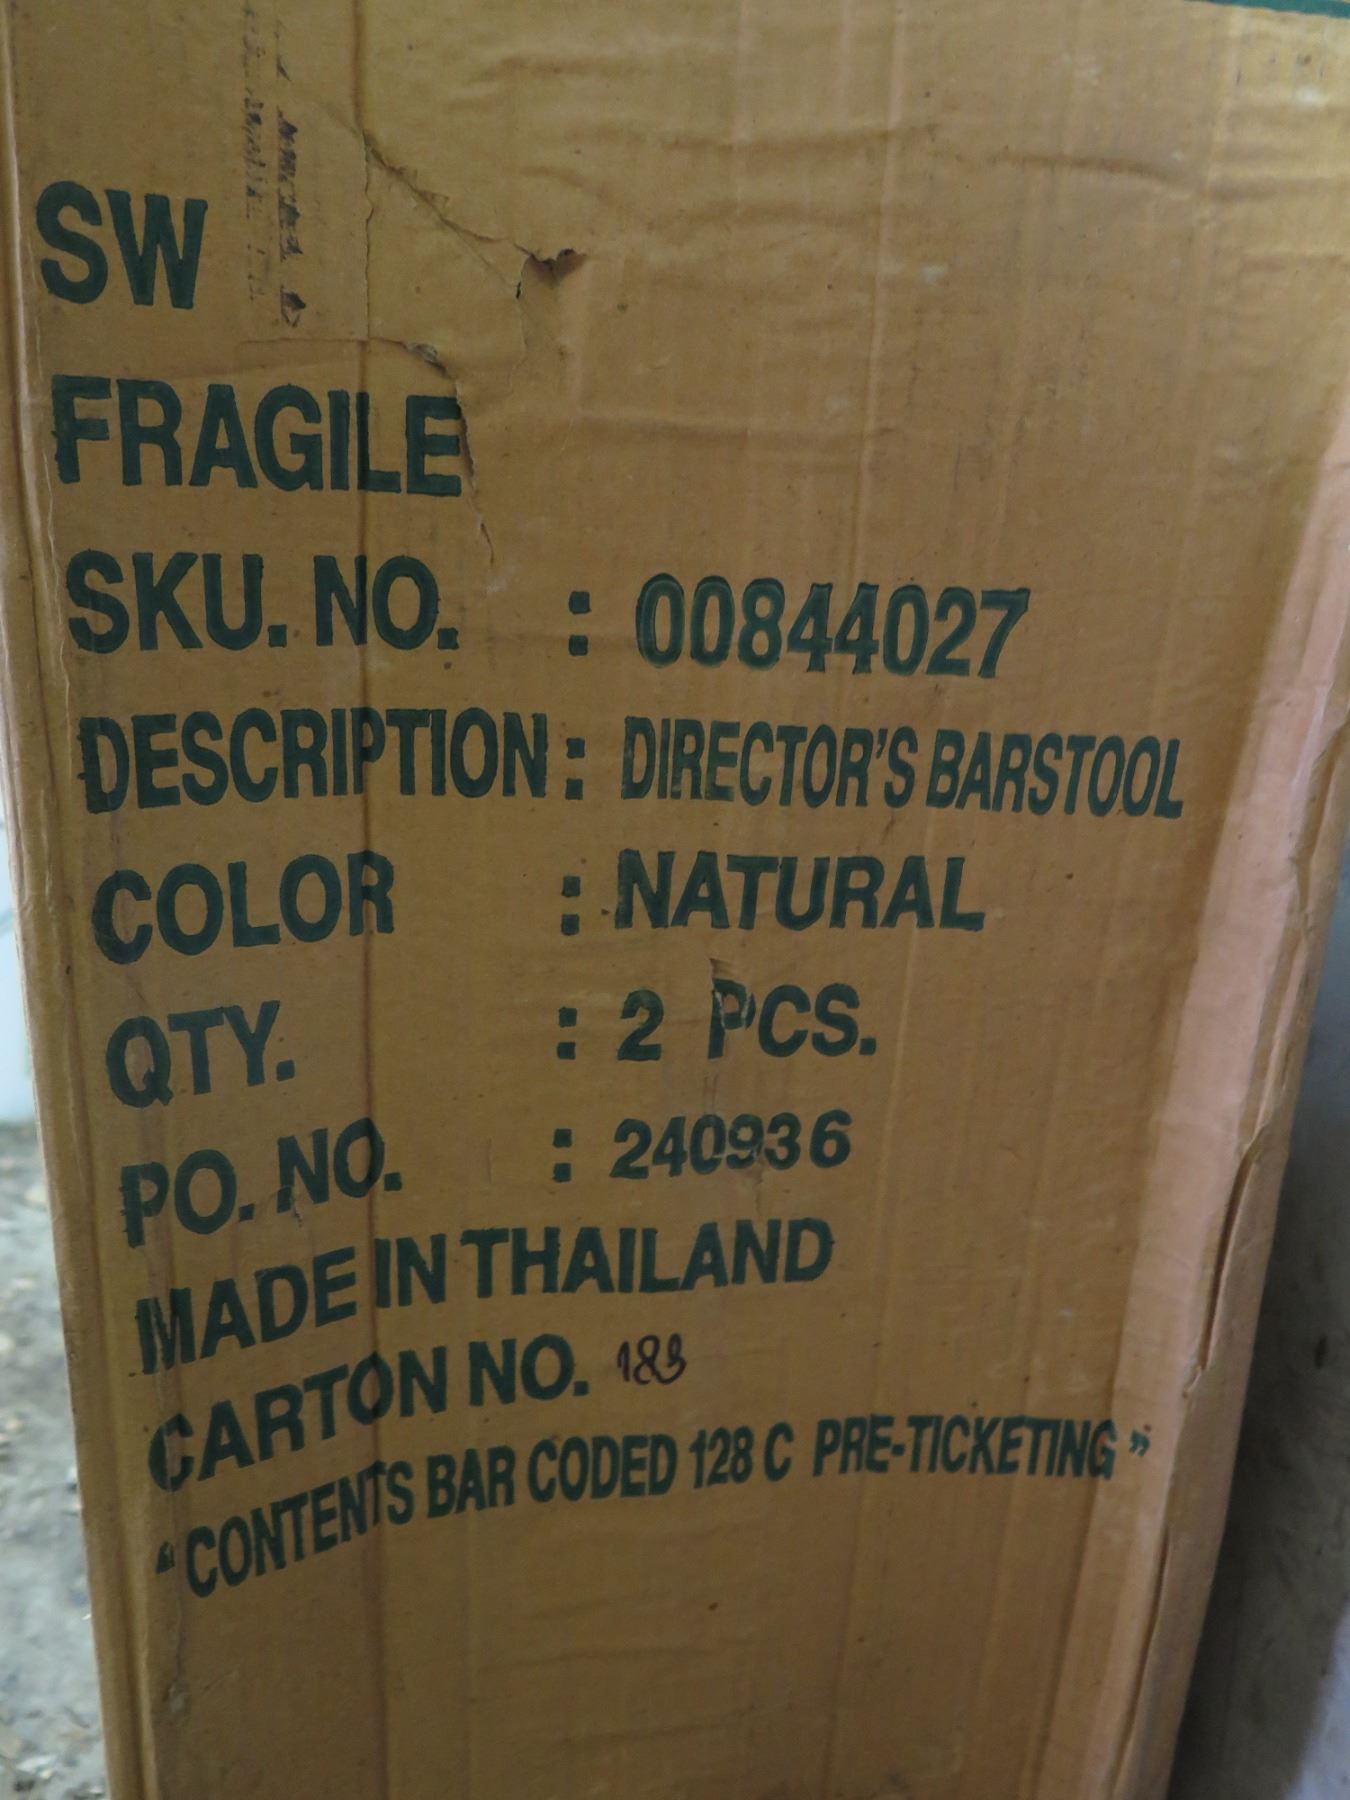 SW
FRAGILE
SKU. NO. : 00844027
DESCRIPTION : DIRECTOR'S BARSTOOL
COLOR : NATURAL
QTY. : 2 PCS.
PO. NO. : 240936
MADE IN THAILAND
CARTON NO. 183
"CONTENTS BAR CODED 128 C PRE-TICKETING"